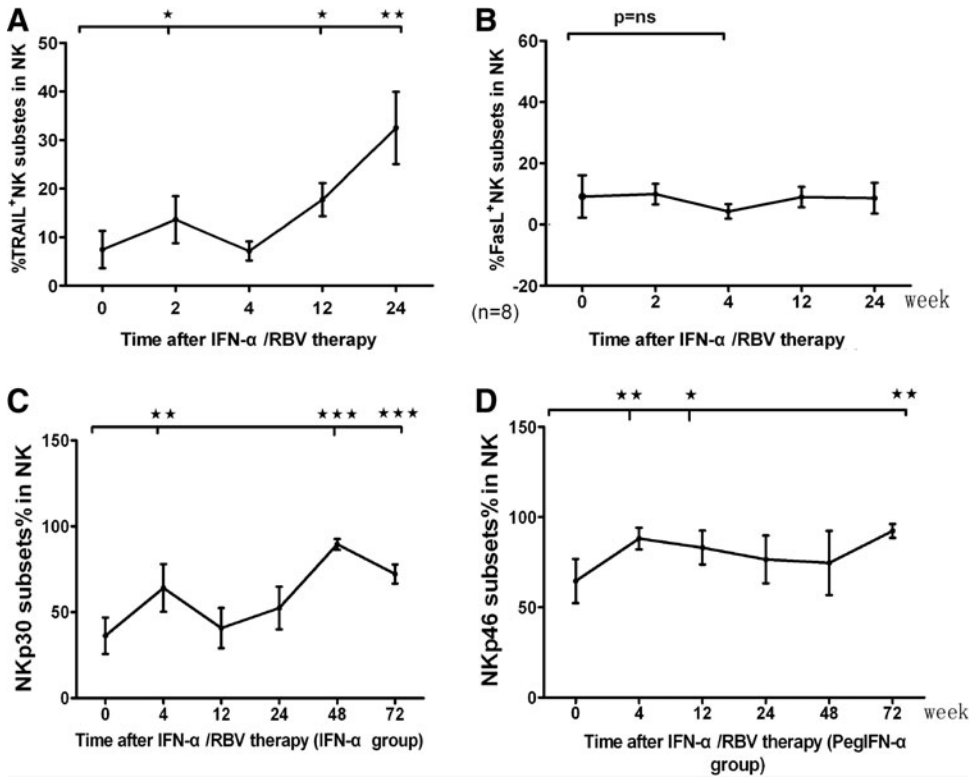 A
★ ★ ★★
%TRAIL⁺NK substes in NK
50
40
30
20
10
0
0 2 4 12 24
Time after IFN-α /RBV therapy
B
p=ns
%FasL⁺NK subsets in NK
60
40
20
0
-20
0 2 4 12 24 week
(n=8)
Time after IFN-α /RBV therapy
C
★★ ★★★ ★★★
NKp30 subsets% in NK
150
100
50
0
0 4 12 24 48 72
Time after IFN-α /RBV therapy (IFN-α group)
D
★★ ★ ★★
NKp46 subsets% in NK
150
100
50
0
0 4 12 24 48 72 week
Time after IFN-α /RBV therapy (PegIFN-α
group)